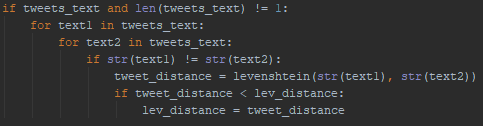 if tweets_text and len(tweets_text) != 1:
    for text1 in tweets_text:
        for text2 in tweets_text:
            if str(text1) != str(text2):
                tweet_distance = levenshtein(str(text1), str(text2))
                if tweet_distance < lev_distance:
                    lev_distance = tweet_distance